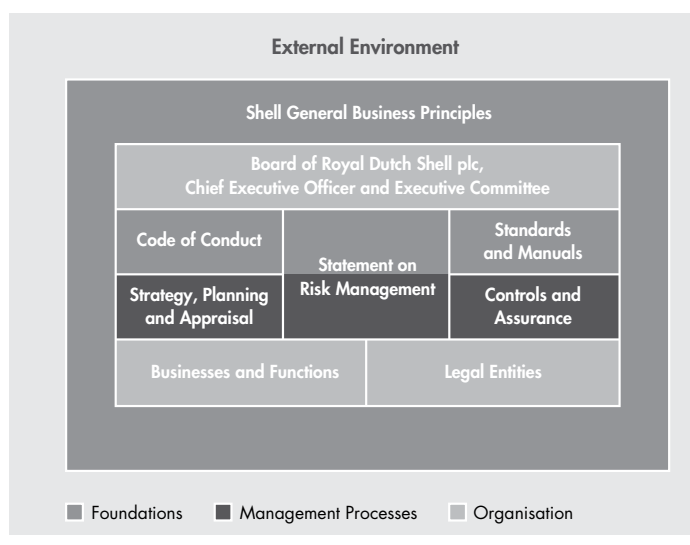 External Environment
Shell General Business Principles
Board of Royal Dutch Shell plc,
Chief Executive Officer and Executive Committee
Code of Conduct
Statement on
Risk Management
Standards
and Manuals
Strategy, Planning
and Appraisal
Controls and
Assurance
Businesses and Functions
Legal Entities
Foundations
Management Processes
Organisation